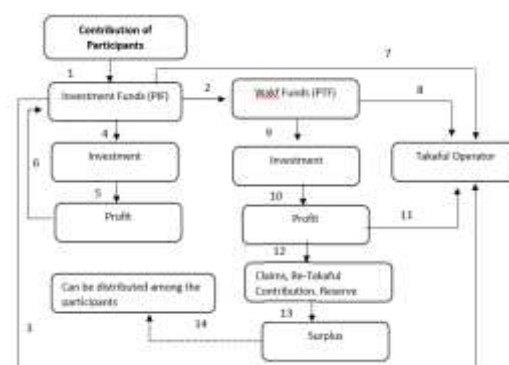 Contribution of
Participants
7
1
Investment Funds (PIF)
2
Wakf Funds (PTF)
8
4
9
6
Investment
Investment
Takaful Operator
5
10
Profit
Profit
11
12
Can be distributed among the
participants
Claims, Re-Takaful
Contribution, Reserve
3
14
13
Surplus